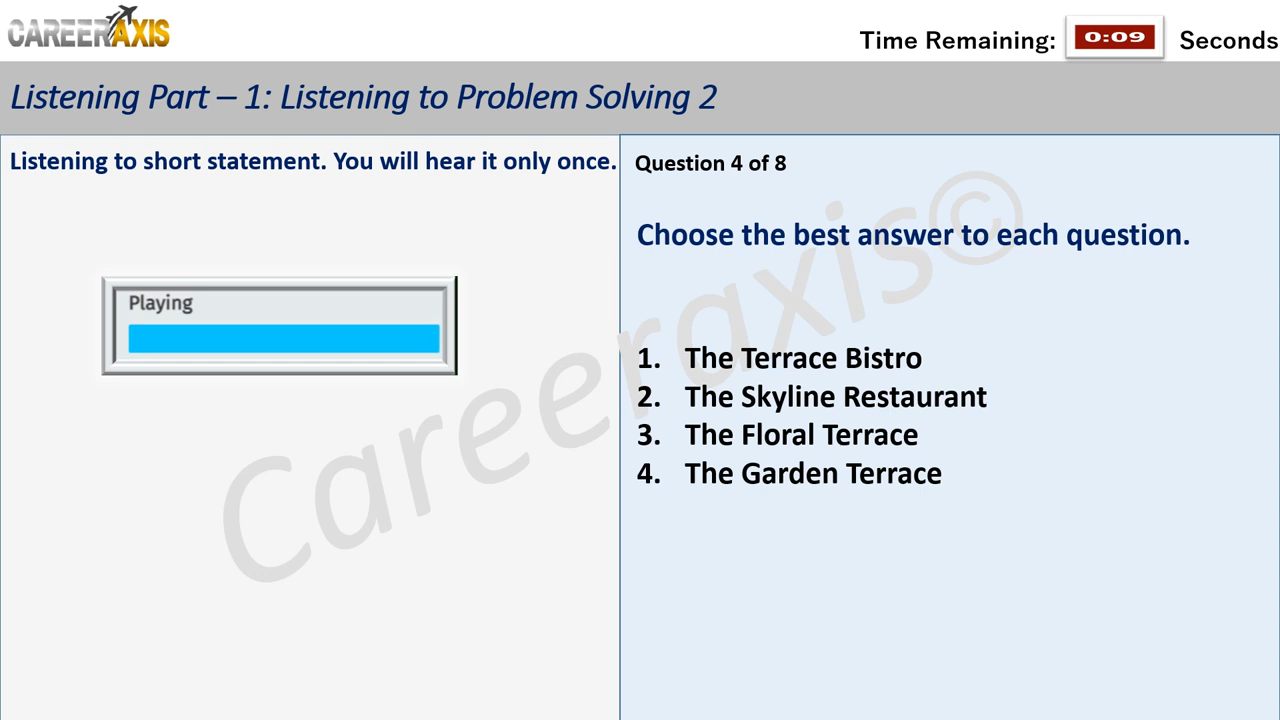 CAREERAXIS
Time Remaining: 0:09 Seconds
Listening Part – 1: Listening to Problem Solving 2
Listening to short statement. You will hear it only once.
Playing
Question 4 of 8
Choose the best answer to each question.
1. The Terrace Bistro
2. The Skyline Restaurant
3. The Floral Terrace
4. The Garden Terrace
Careeraxis©